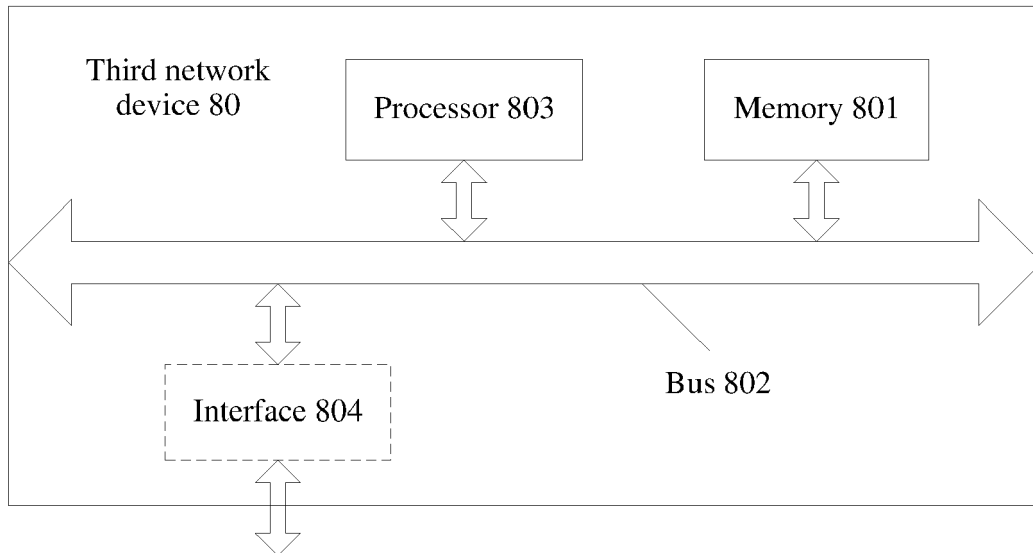 Third network
device 80
Processor 803
Memory 801
Bus 802
Interface 804